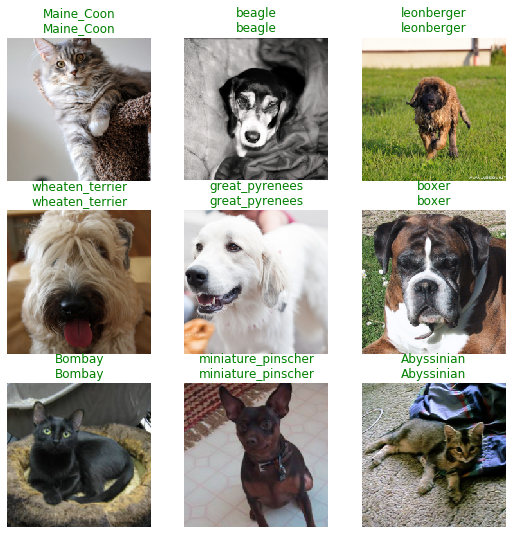 Maine_Coon
Maine_Coon
beagle
beagle
leonberger
leonberger
wheaten_terrier
wheaten_terrier
great_pyrenees
great_pyrenees
boxer
boxer
Bombay
Bombay
miniature_pinscher
miniature_pinscher
Abyssinian
Abyssinian